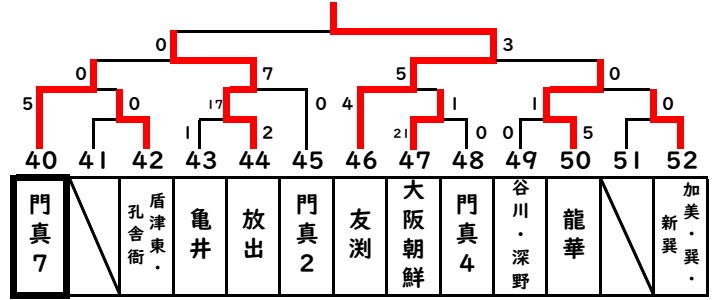 0
3
0
7
5
0
5
0
17
0
4
1
1
0
1
2
21
0
0
5
40
41
42
43
44
45
46
47
48
49
50
51
52
門真7
盾津東・
孔舎衙
亀井
放出
門真2
友渕
大阪朝鮮
門真4
谷川・深野
龍華
加美・巽・
新巽